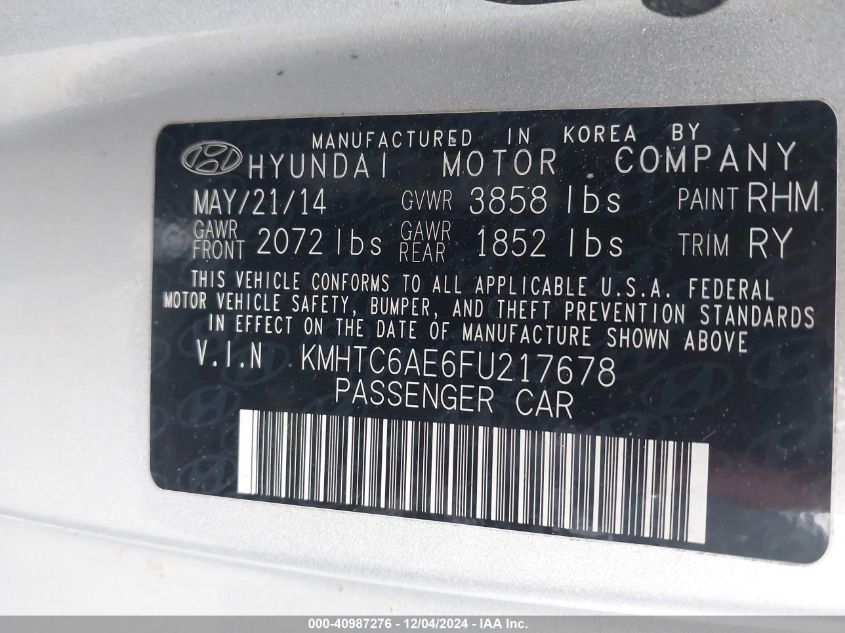 MANUFACTURED IN KOREA BY
HYUNDAI MOTOR COMPANY
MAY/21/14 GVWR 3858 lbs PAINT RHM
GAWR FRONT 2072 lbs GAWR REAR 1852 lbs TRIM RY
THIS VEHICLE CONFORMS TO ALL APPLICABLE U.S.A. FEDERAL
MOTOR VEHICLE SAFETY, BUMPER, AND THEFT PREVENTION STANDARDS
IN EFFECT ON THE DATE OF MANUFACTURE SHOWN ABOVE
V.I.N KMHTC6AE6FU217678
PASSENGER CAR
000-40987276 - 12/04/2024 - IAA Inc.